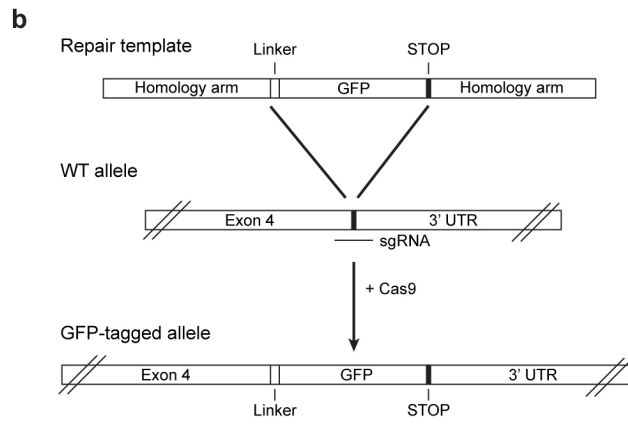 b
Repair template
Linker STOP
Homology arm GFP Homology arm
WT allele
Exon 4 3' UTR
sgRNA
+ Cas9
GFP-tagged allele
Exon 4 GFP 3' UTR
Linker STOP